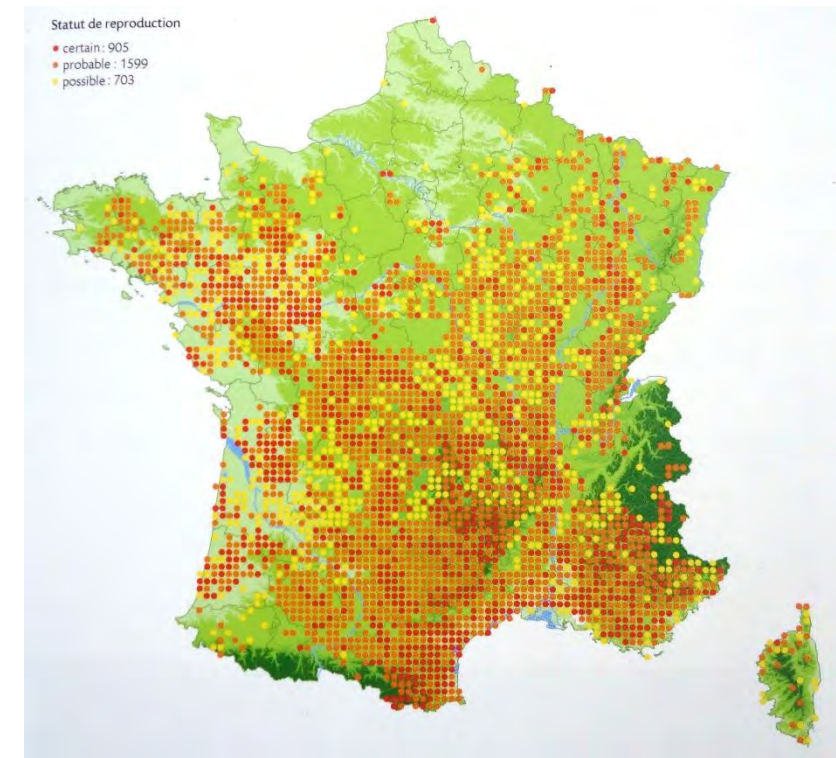 Statut de reproduction
certain : 905
probable : 1599
possible : 703